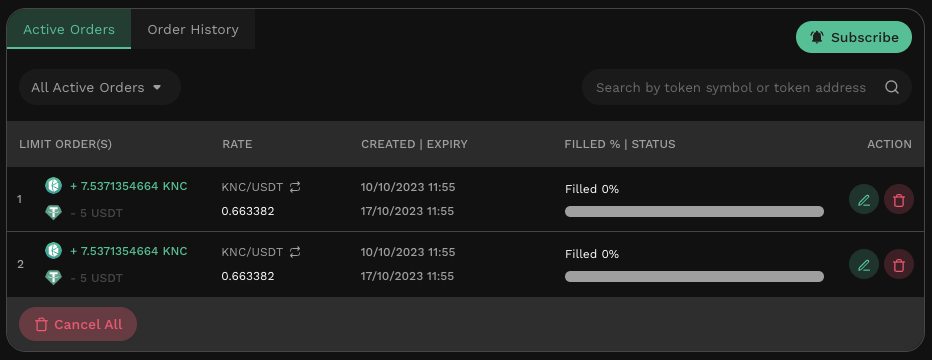 Active Orders Order History
Subscribe
All Active Orders
Search by token symbol or token address
LIMIT ORDER(S) RATE CREATED | EXPIRY FILLED % | STATUS ACTION
1
+ 7.5371354664 KNC KNC/USDT 10/10/2023 11:55 Filled 0%
- 5 USDT 0.663382 17/10/2023 11:55
2
+ 7.5371354664 KNC KNC/USDT 10/10/2023 11:55 Filled 0%
- 5 USDT 0.663382 17/10/2023 11:55
Cancel All